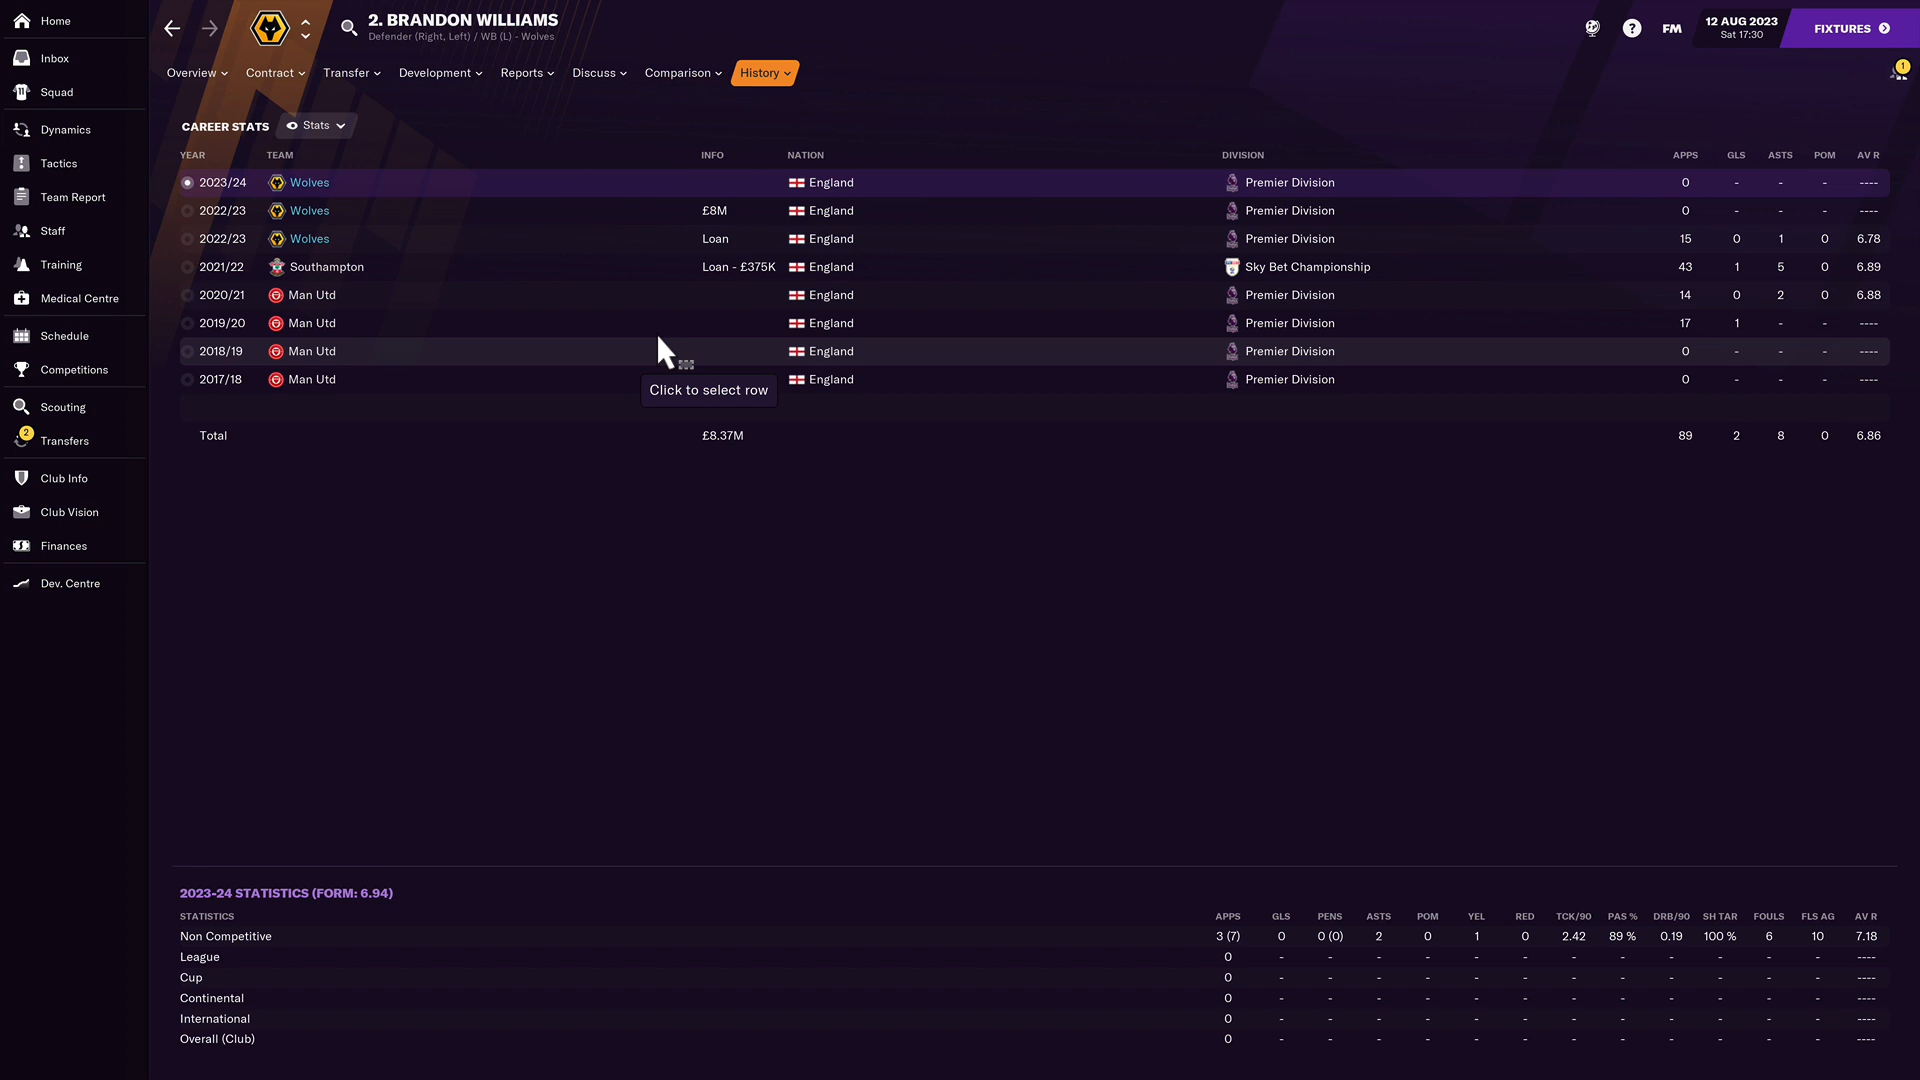 Home
Inbox
Squad
Dynamics
Tactics
Team Report
Staff
Training
Medical Centre
Schedule
Competitions
Scouting
2
Transfers
Club Info
Club Vision
Finances
Dev. Centre
2. BRANDON WILLIAMS
Defender (Right, Left) / WB (L) - Wolves
? FM 12 AUG 2023 FIXTURES
Sat 17:30
Overview Contract Transfer Development Reports Discuss Comparison History 1
CAREER STATS Stats
YEAR TEAM INFO NATION DIVISION APPS GLS ASTS POM AV R
2023/24 Wolves England Premier Division 0 - - - ----
2022/23 Wolves £8M England Premier Division 0 - - - ----
2022/23 Wolves Loan England Premier Division 15 0 1 0 6.78
2021/22 Southampton Loan - £375K England Sky Bet Championship 43 1 5 0 6.89
2020/21 Man Utd England Premier Division 14 0 2 0 6.88
2019/20 Man Utd England Premier Division 17 1 - - ----
2018/19 Man Utd England Premier Division 0 - - - ----
2017/18 Man Utd England Premier Division 0 - - - ----
Click to select row
Total £8.37M 89 2 8 0 6.86
2023-24 STATISTICS (FORM: 6.94)
STATISTICS APPS GLS PENS ASTS POM YEL RED TCK/90 PAS % DRB/90 SH TAR FOULS FLS AG AV R
Non Competitive 3 (7) 0 0 (0) 2 0 1 0 2.42 89 % 0.19 100 % 6 10 7.18
League 0 - - - - - - - - - - - - ----
Cup 0 - - - - - - - - - - - - ----
Continental 0 - - - - - - - - - - - - ----
International 0 - - - - - - - - - - - - ----
Overall (Club) 0 - - - - - - - - - - - - ----